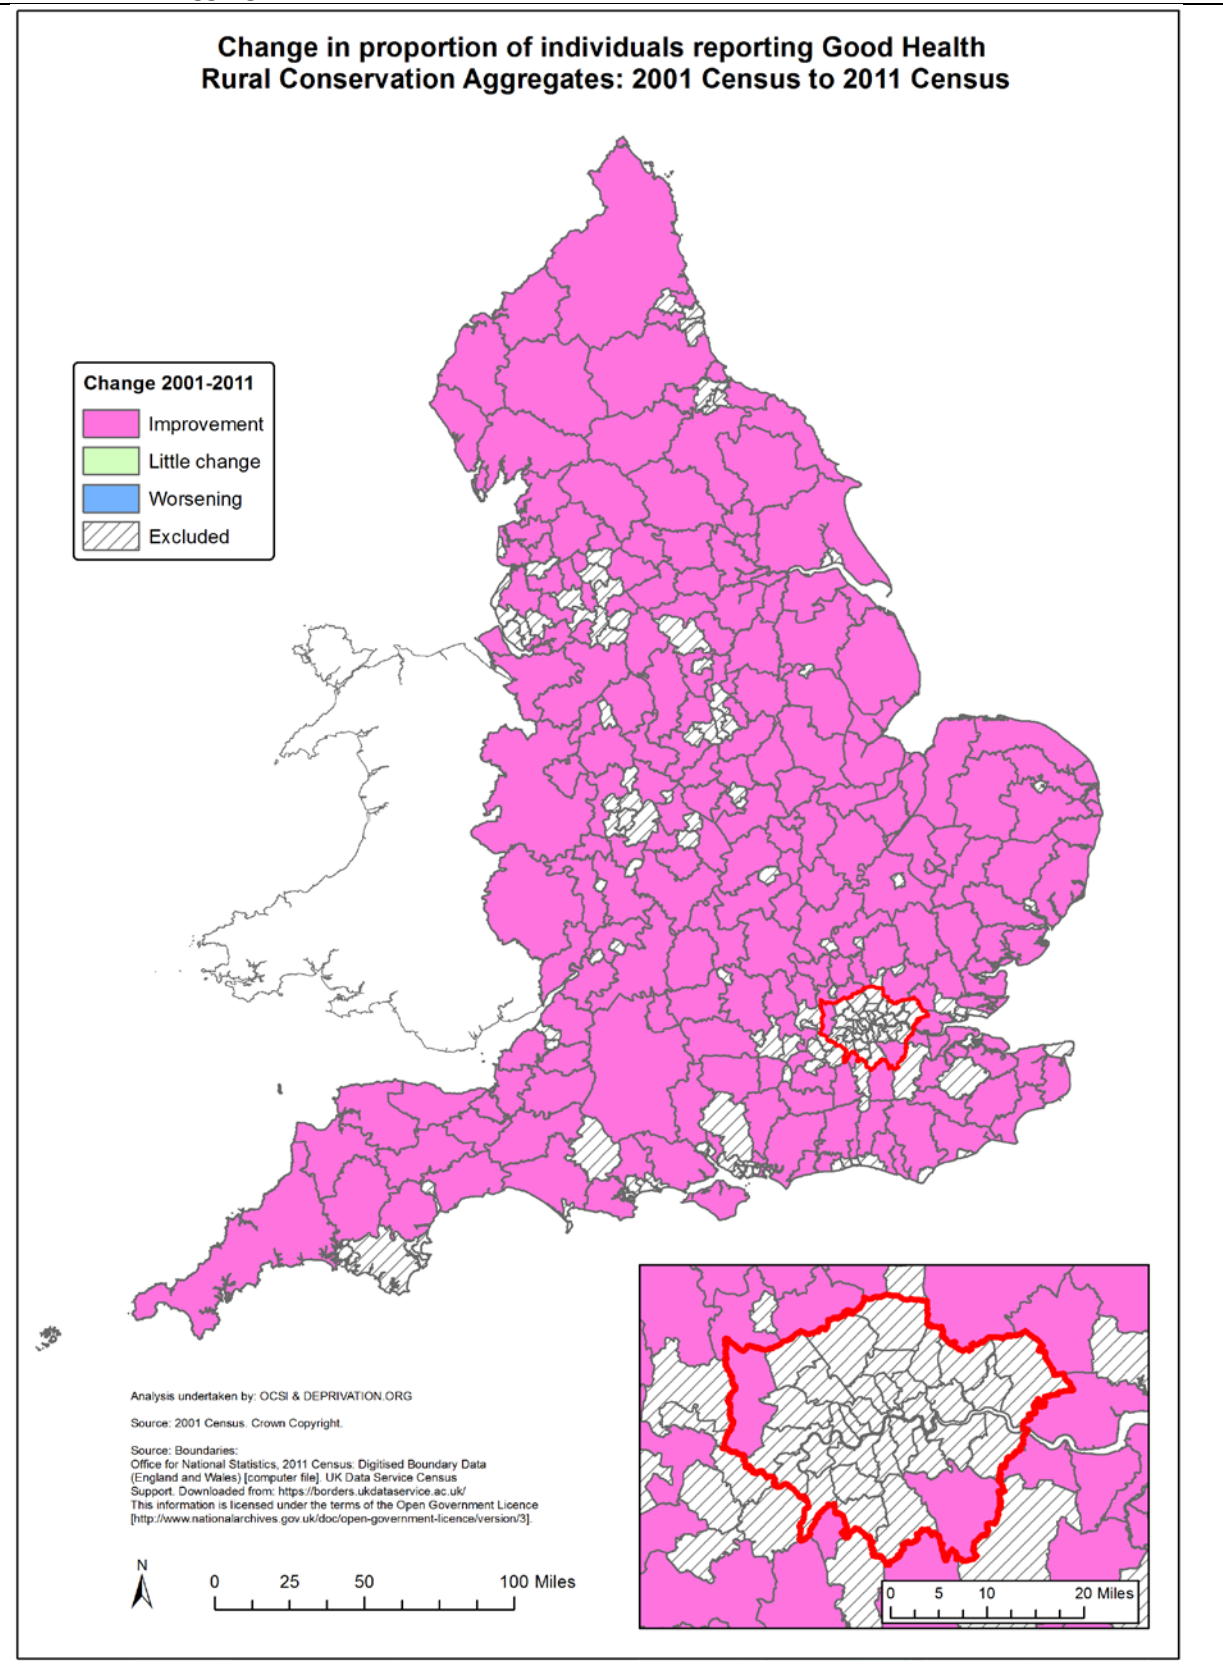 Change in proportion of individuals reporting Good Health
Rural Conservation Aggregates: 2001 Census to 2011 Census
Change 2001-2011
Improvement
Little change
Worsening
Excluded
Analysis undertaken by: OCSI & DEPRIVATION.ORG
Source: 2001 Census. Crown Copyright.
Source: Boundaries:
Office for National Statistics, 2011 Census: Digitised Boundary Data
(England and Wales) [computer file]. UK Data Service Census
Support. Downloaded from: https://borders.ukdataservice.ac.uk/
This information is licensed under the terms of the Open Government Licence
[http://www.nationalarchives.gov.uk/doc/open-government-licence/version/3].
N
0 25 50 100 Miles
0 5 10 20 Miles